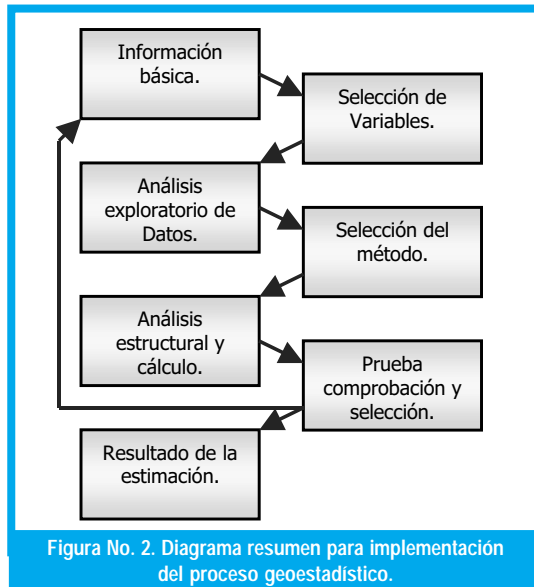 Información
básica.
Selección de
Variables.
Análisis
exploratorio de
Datos.
Selección del
método.
Análisis
estructural y
cálculo.
Prueba
comprobación y
selección.
Resultado de la
estimación.
Figura No. 2. Diagrama resumen para implementación
del proceso geoestadístico.